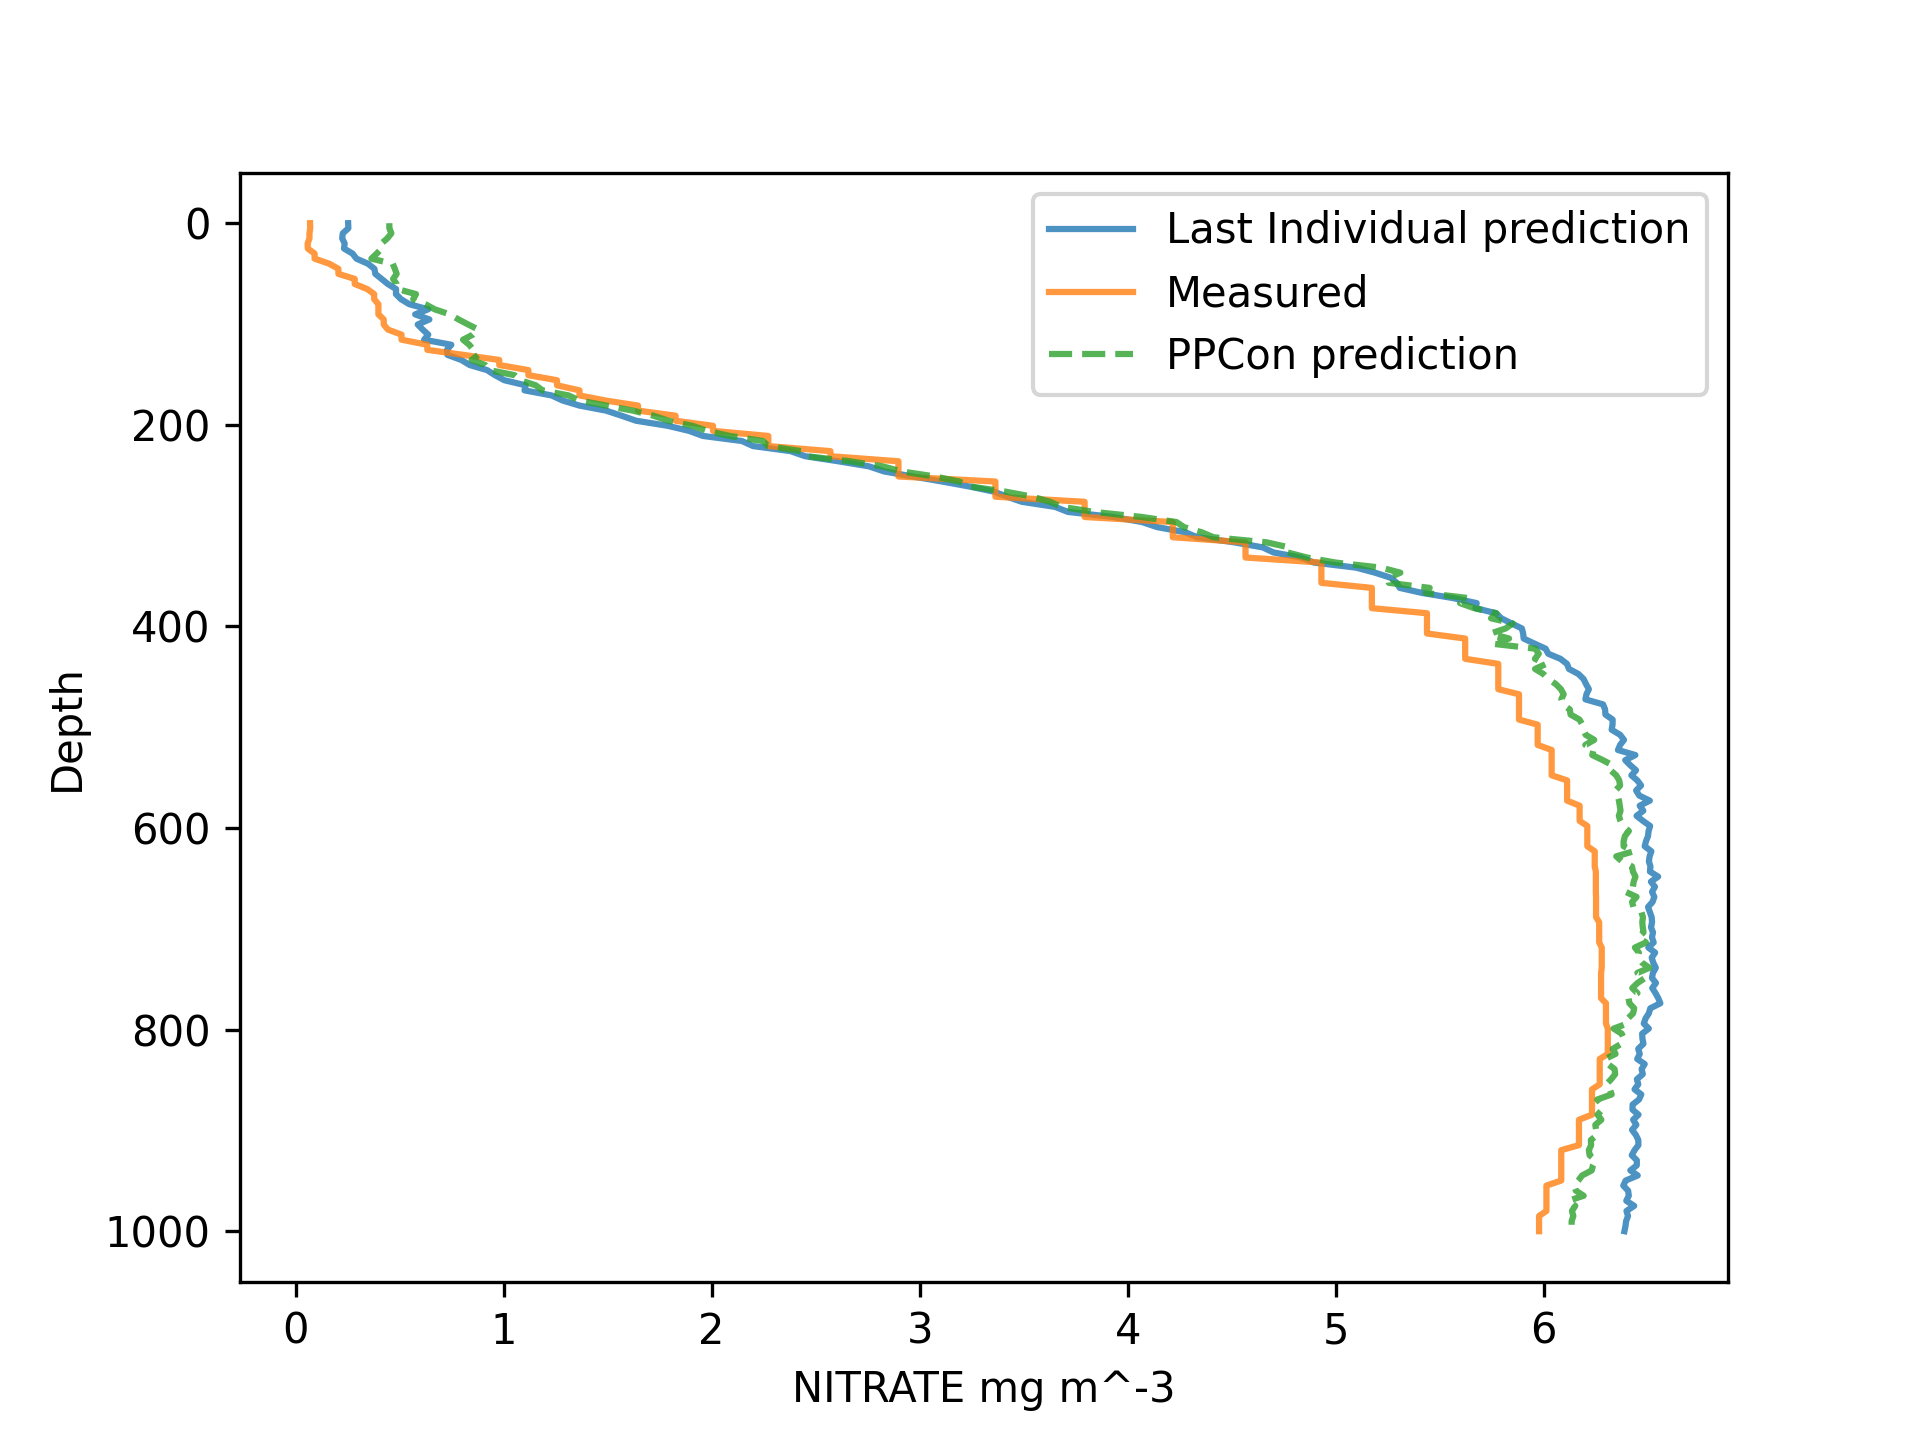 Last Individual prediction
Measured
PPCon prediction
0
200
400
600
800
1000
Depth
0 1 2 3 4 5 6
NITRATE mg m^-3